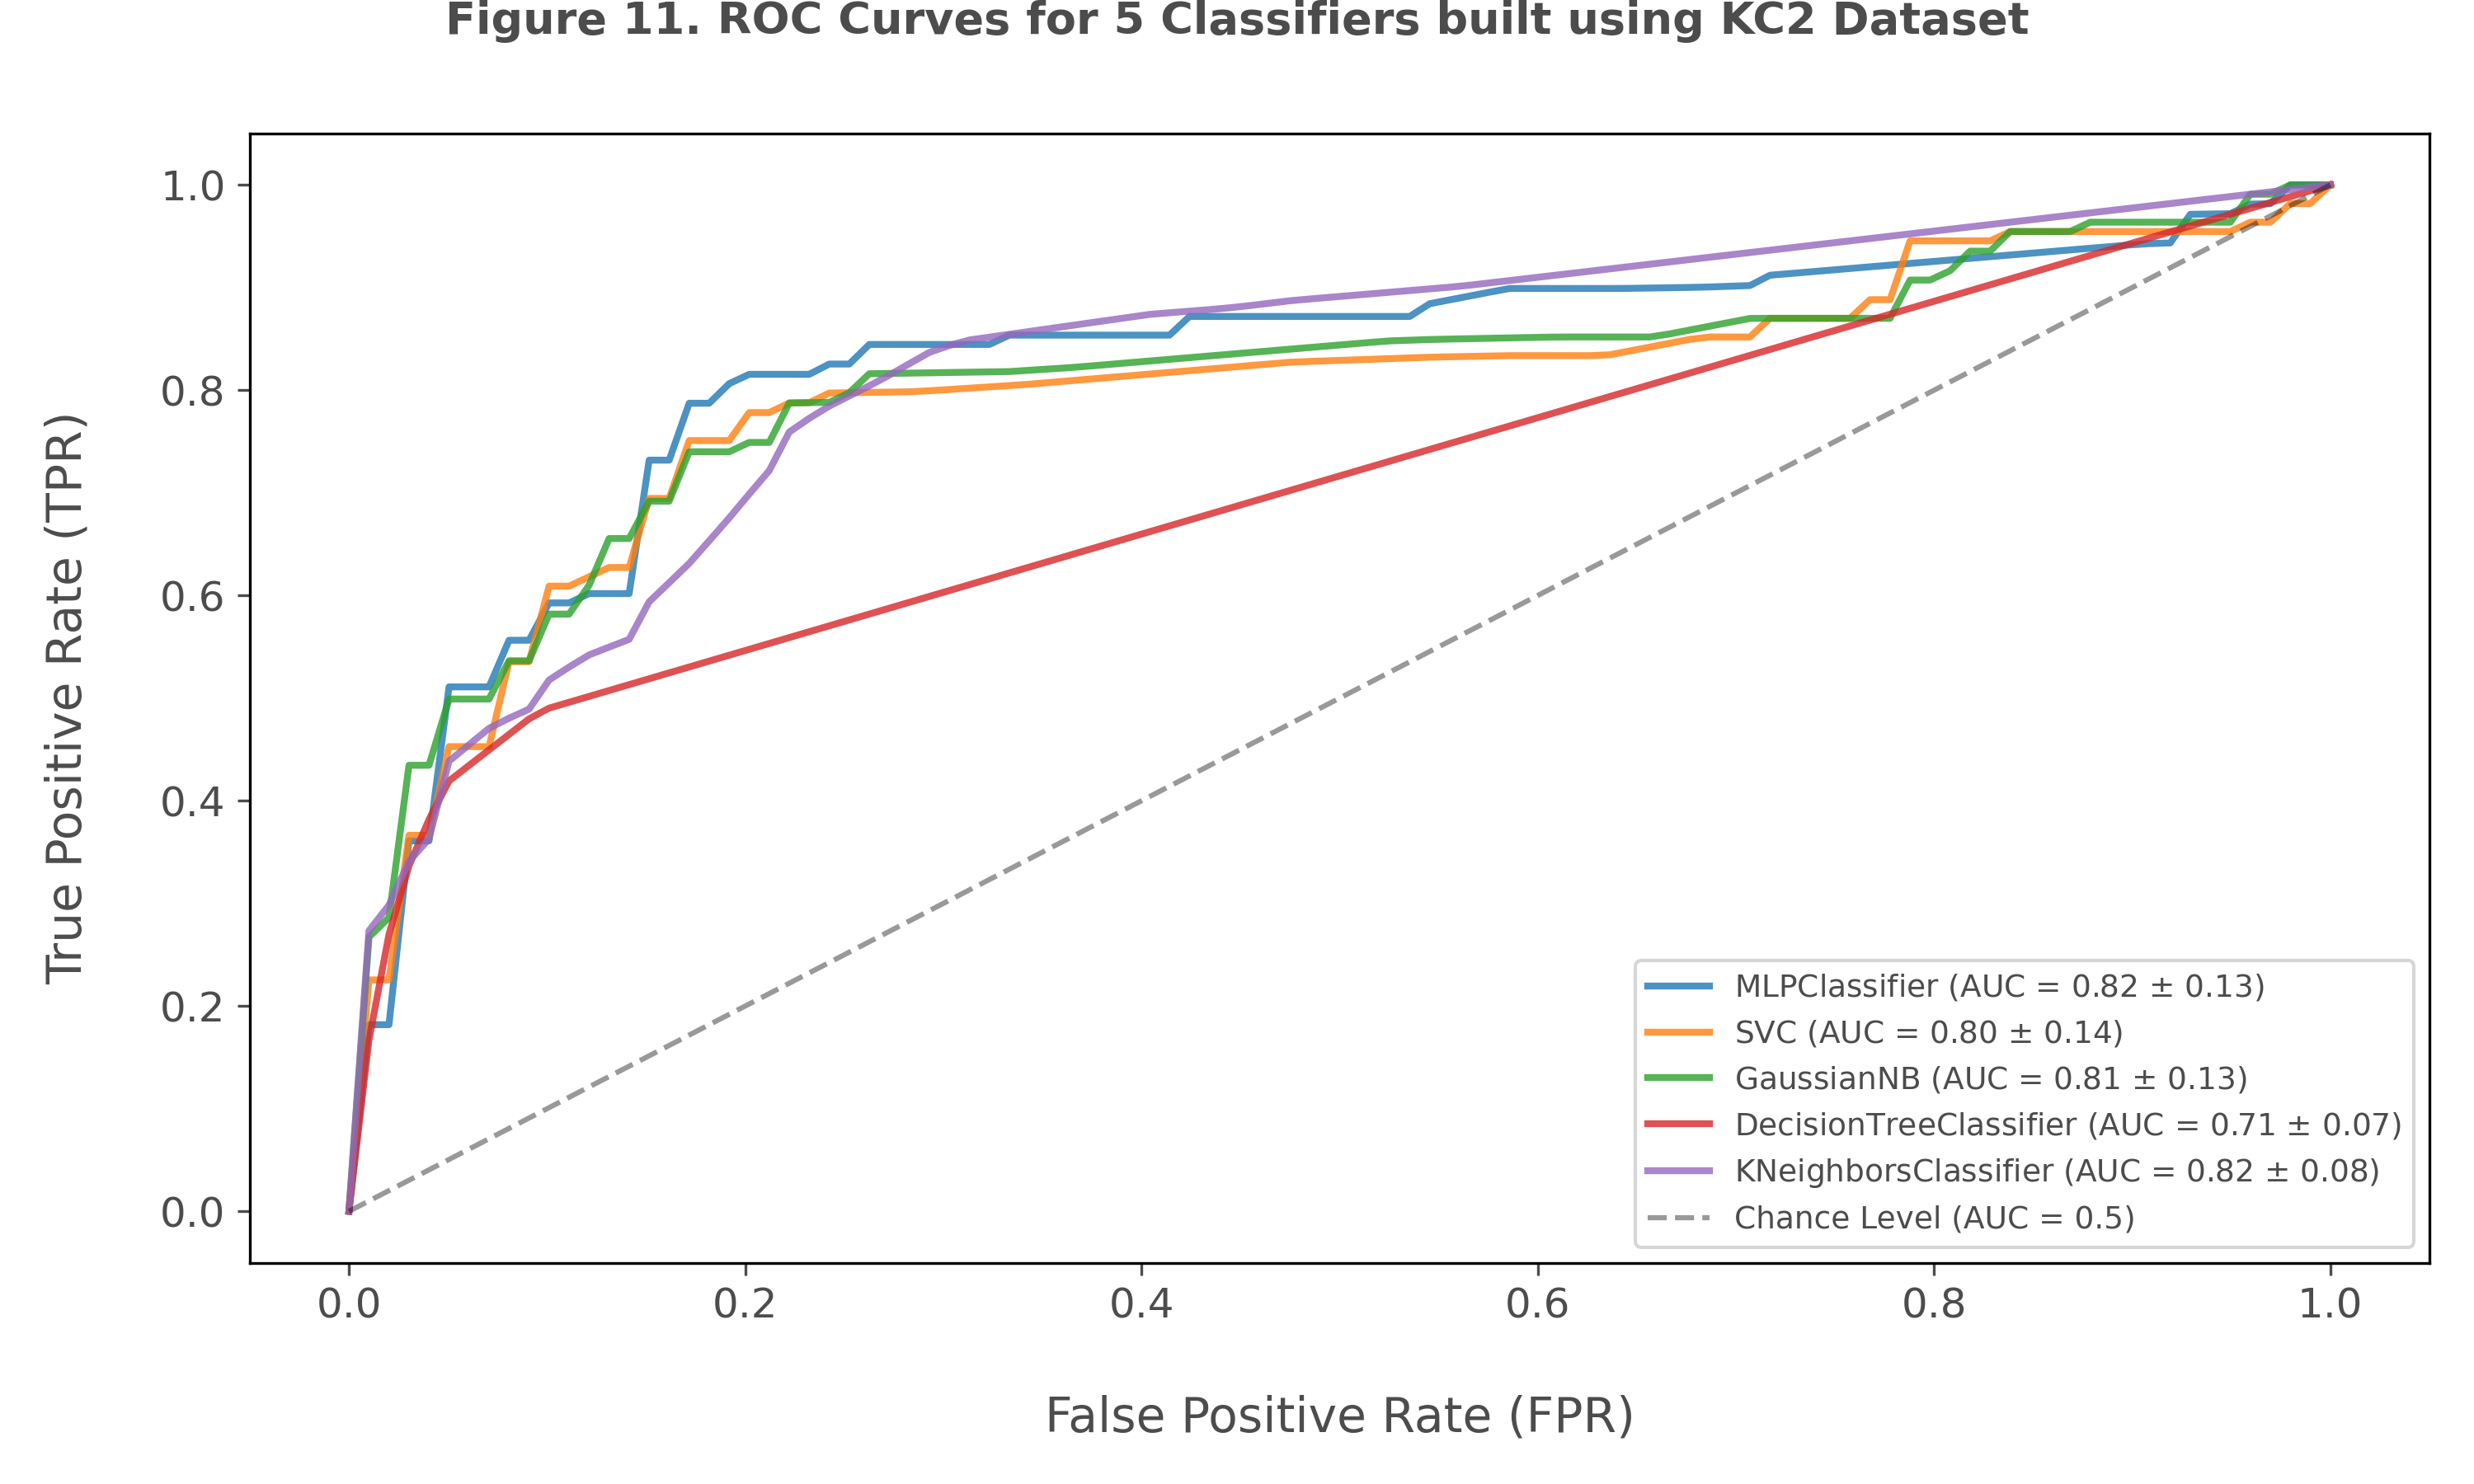 Figure 11. ROC Curves for 5 Classifiers built using KC2 Dataset
True Positive Rate (TPR)
1.0
0.8
0.6
0.4
0.2
0.0
0.0 0.2 0.4 0.6 0.8 1.0
False Positive Rate (FPR)
MLPClassifier (AUC = 0.82 ± 0.13)
SVC (AUC = 0.80 ± 0.14)
GaussianNB (AUC = 0.81 ± 0.13)
DecisionTreeClassifier (AUC = 0.71 ± 0.07)
KNeighborsClassifier (AUC = 0.82 ± 0.08)
Chance Level (AUC = 0.5)